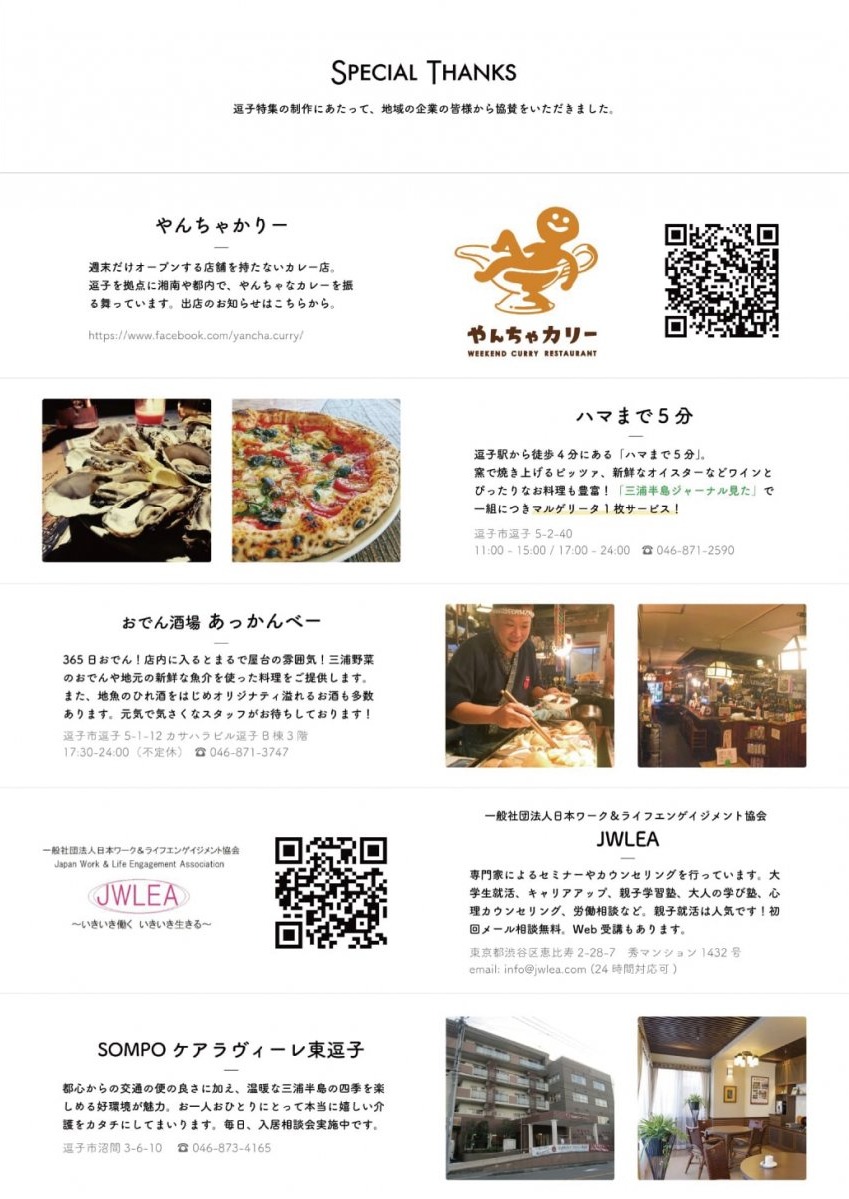 SPECIAL THANKS
逗子特集の制作にあたって、地域の企業の皆様から協賛をいただきました。
やんちゃかりー
週末だけオープンする店舗を持たないカレー店。
逗子を拠点に湘南や都内で、やんちゃなカレーを振
る舞っています。出店のお知らせはこちらから。
https://www.facebook.com/yancha.curry/
やんちゃカリー
WEEKEND CURRY RESTAURANT
ハマまで5分
逗子駅から徒歩4分にある「ハマまで5分」。
窯で焼き上げるピッツァ、新鮮なオイスターなどワインと
ぴったりなお料理も豊富！「三浦半島ジャーナル見た」で
一組につきマルゲリータ1枚サービス！
逗子市逗子 5-2-40
11:00 - 15:00 / 17:00 - 24:00 ☎ 046-871-2590
おでん酒場 あっかんべー
365日おでん！店内に入るとまるで屋台の雰囲気！三浦野菜
のおでんや地元の新鮮な魚介を使った料理をご提供します。
また、地魚のひれ酒をはじめオリジナティ溢れるお酒も多数
あります。元気で気さくなスタッフがお待ちしております！
逗子市逗子 5-1-12 カサハラビル逗子B棟3階
17:30-24:00（不定休） ☎ 046-871-3747
一般社団法人日本ワーク&ライフエンゲイジメント協会
Japan Work & Life Engagement Association
JWLEA
～いきいき働く いきいき生きる～
一般社団法人日本ワーク&ライフエンゲイジメント協会
JWLEA
専門家によるセミナーやカウンセリングを行っています。大
学生就活、キャリアアップ、親子学習塾、大人の学び塾、心
理カウンセリング、労働相談など。親子就活は人気です！初
回メール相談無料。Web受講もあります。
東京都渋谷区恵比寿 2-28-7 秀マンション 1432号
email: info@jwlea.com (24時間対応可)
SOMPO ケアラヴィーレ東逗子
都心からの交通の便の良さに加え、温暖な三浦半島の四季を楽
しめる好環境が魅力。お一人おひとりにとって本当に嬉しい介
護をカタチにしてまいります。毎日、入居相談会実施中です。
逗子市沼間 3-6-10 ☎ 046-873-4165